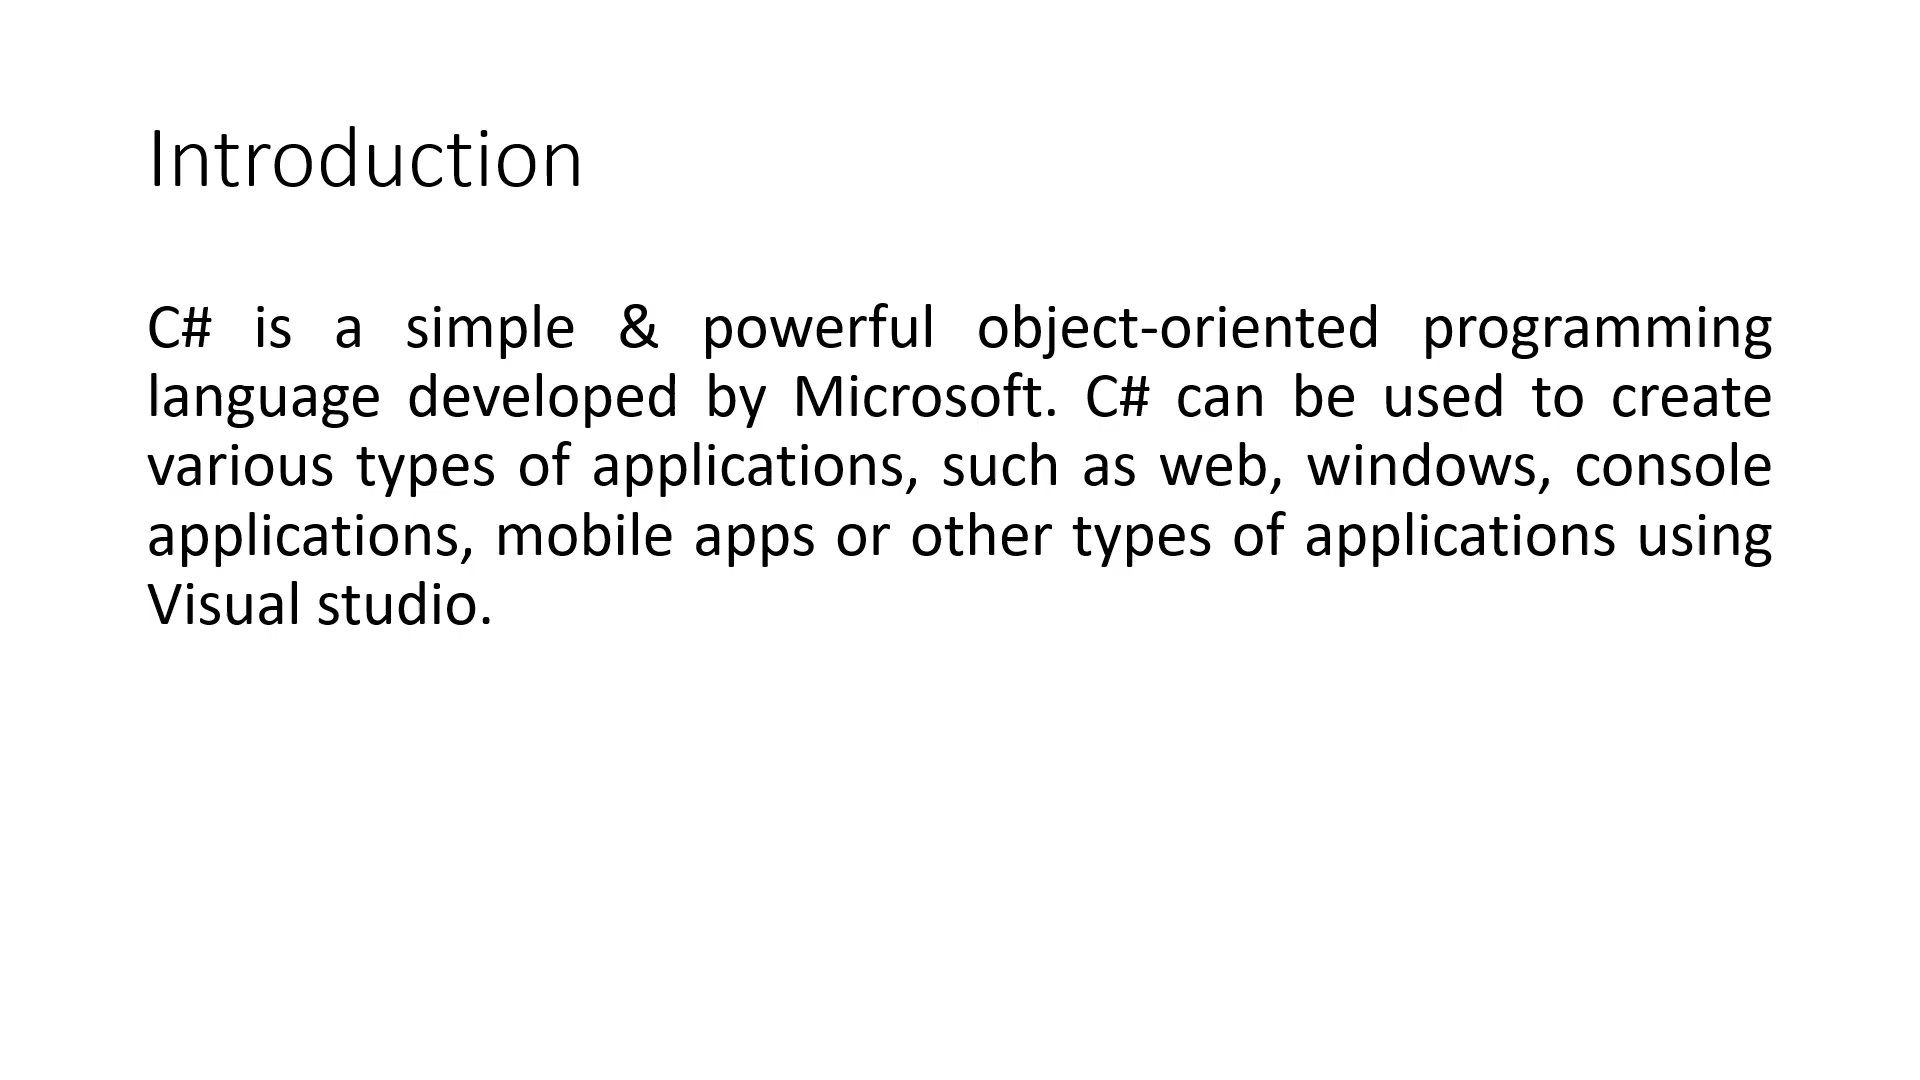 Introduction
C# is a simple & powerful object-oriented programming
language developed by Microsoft. C# can be used to create
various types of applications, such as web, windows, console
applications, mobile apps or other types of applications using
Visual studio.